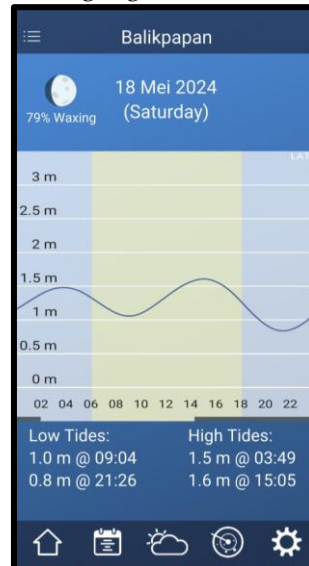 Balikpapan
18 Mei 2024
79% Waxing
(Saturday)
LAT
3 m
2.5 m
2 m
1.5 m
1 m
0.5 m
0 m
02 04 06 08 10 12 14 16 18 20 22
Low Tides: High Tides:
1.0 m @ 09:04 1.5 m @ 03:49
0.8 m @ 21:26 1.6 m @ 15:05